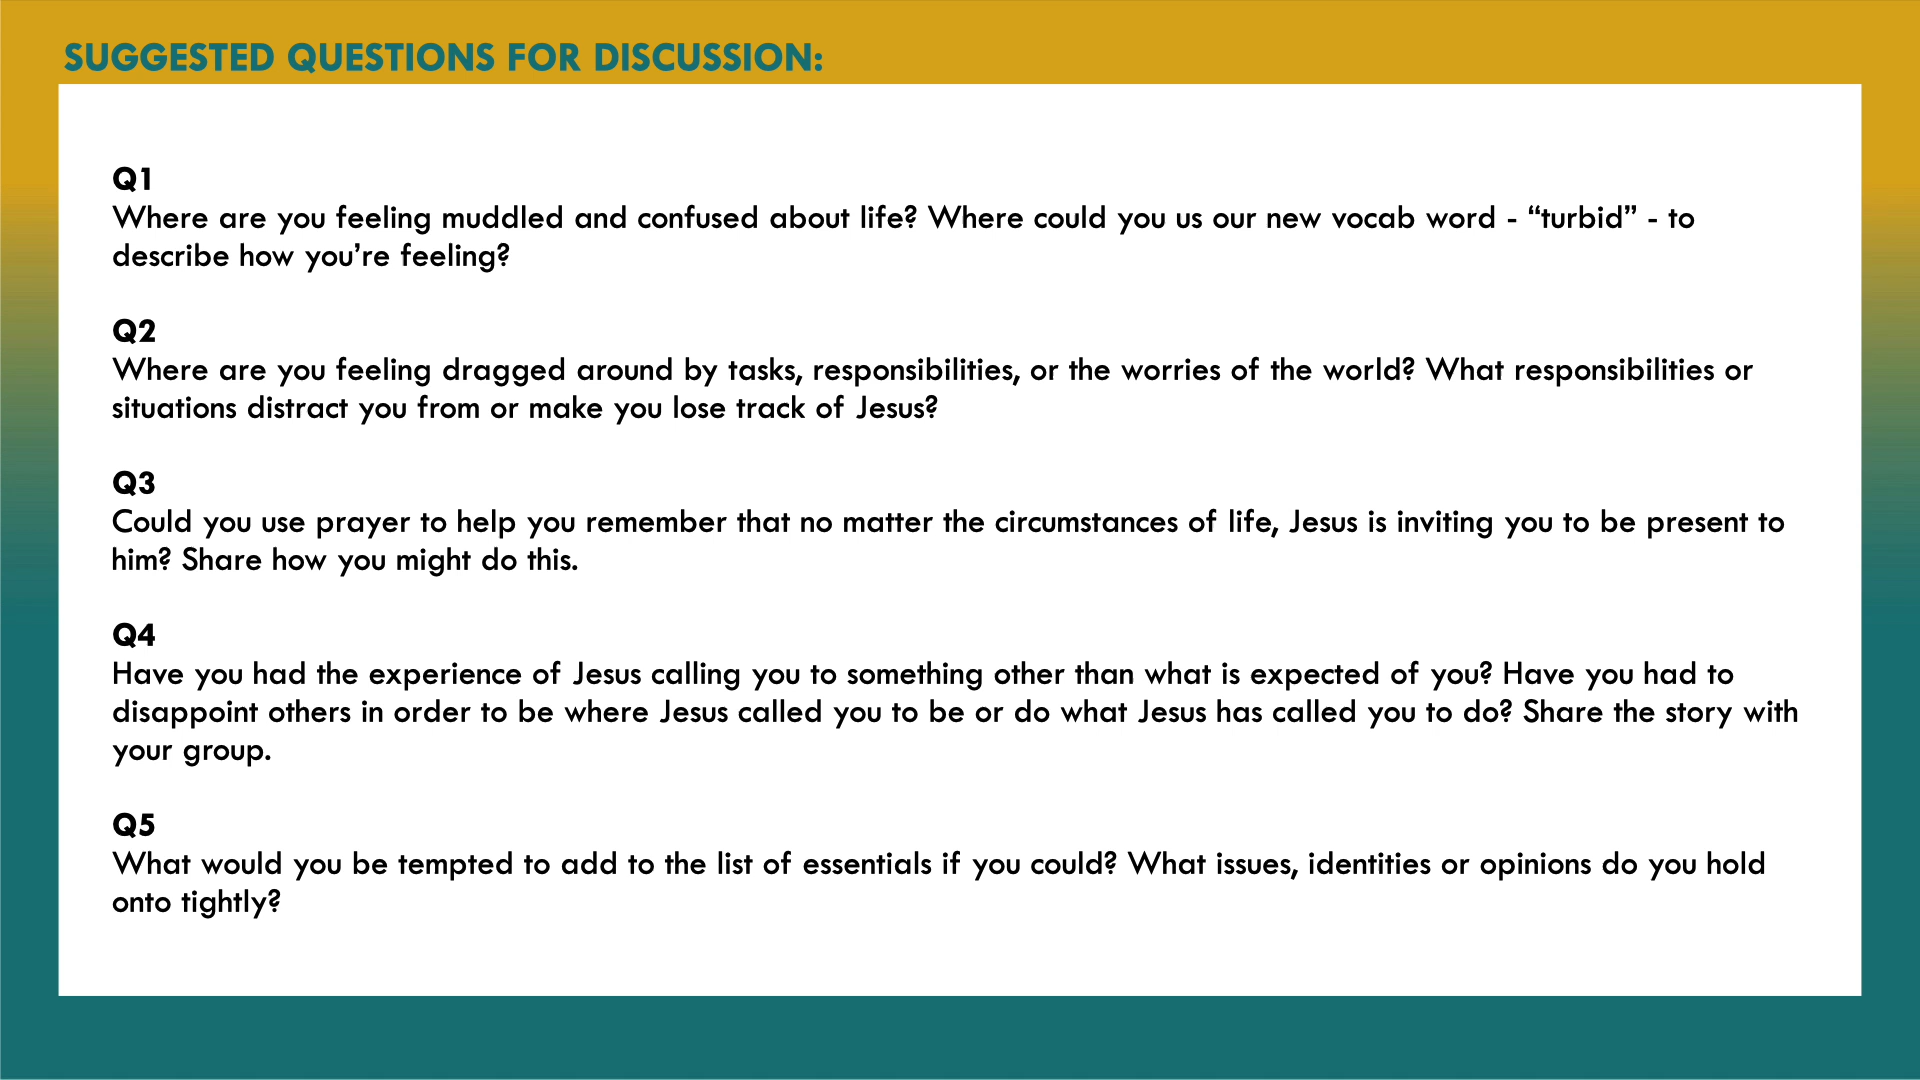 SUGGESTED QUESTIONS FOR DISCUSSION:
Q1
Where are you feeling muddled and confused about life? Where could you us our new vocab word - “turbid” - to
describe how you’re feeling?
Q2
Where are you feeling dragged around by tasks, responsibilities, or the worries of the world? What responsibilities or
situations distract you from or make you lose track of Jesus?
Q3
Could you use prayer to help you remember that no matter the circumstances of life, Jesus is inviting you to be present to
him? Share how you might do this.
Q4
Have you had the experience of Jesus calling you to something other than what is expected of you? Have you had to
disappoint others in order to be where Jesus called you to be or do what Jesus has called you to do? Share the story with
your group.
Q5
What would you be tempted to add to the list of essentials if you could? What issues, identities or opinions do you hold
onto tightly?